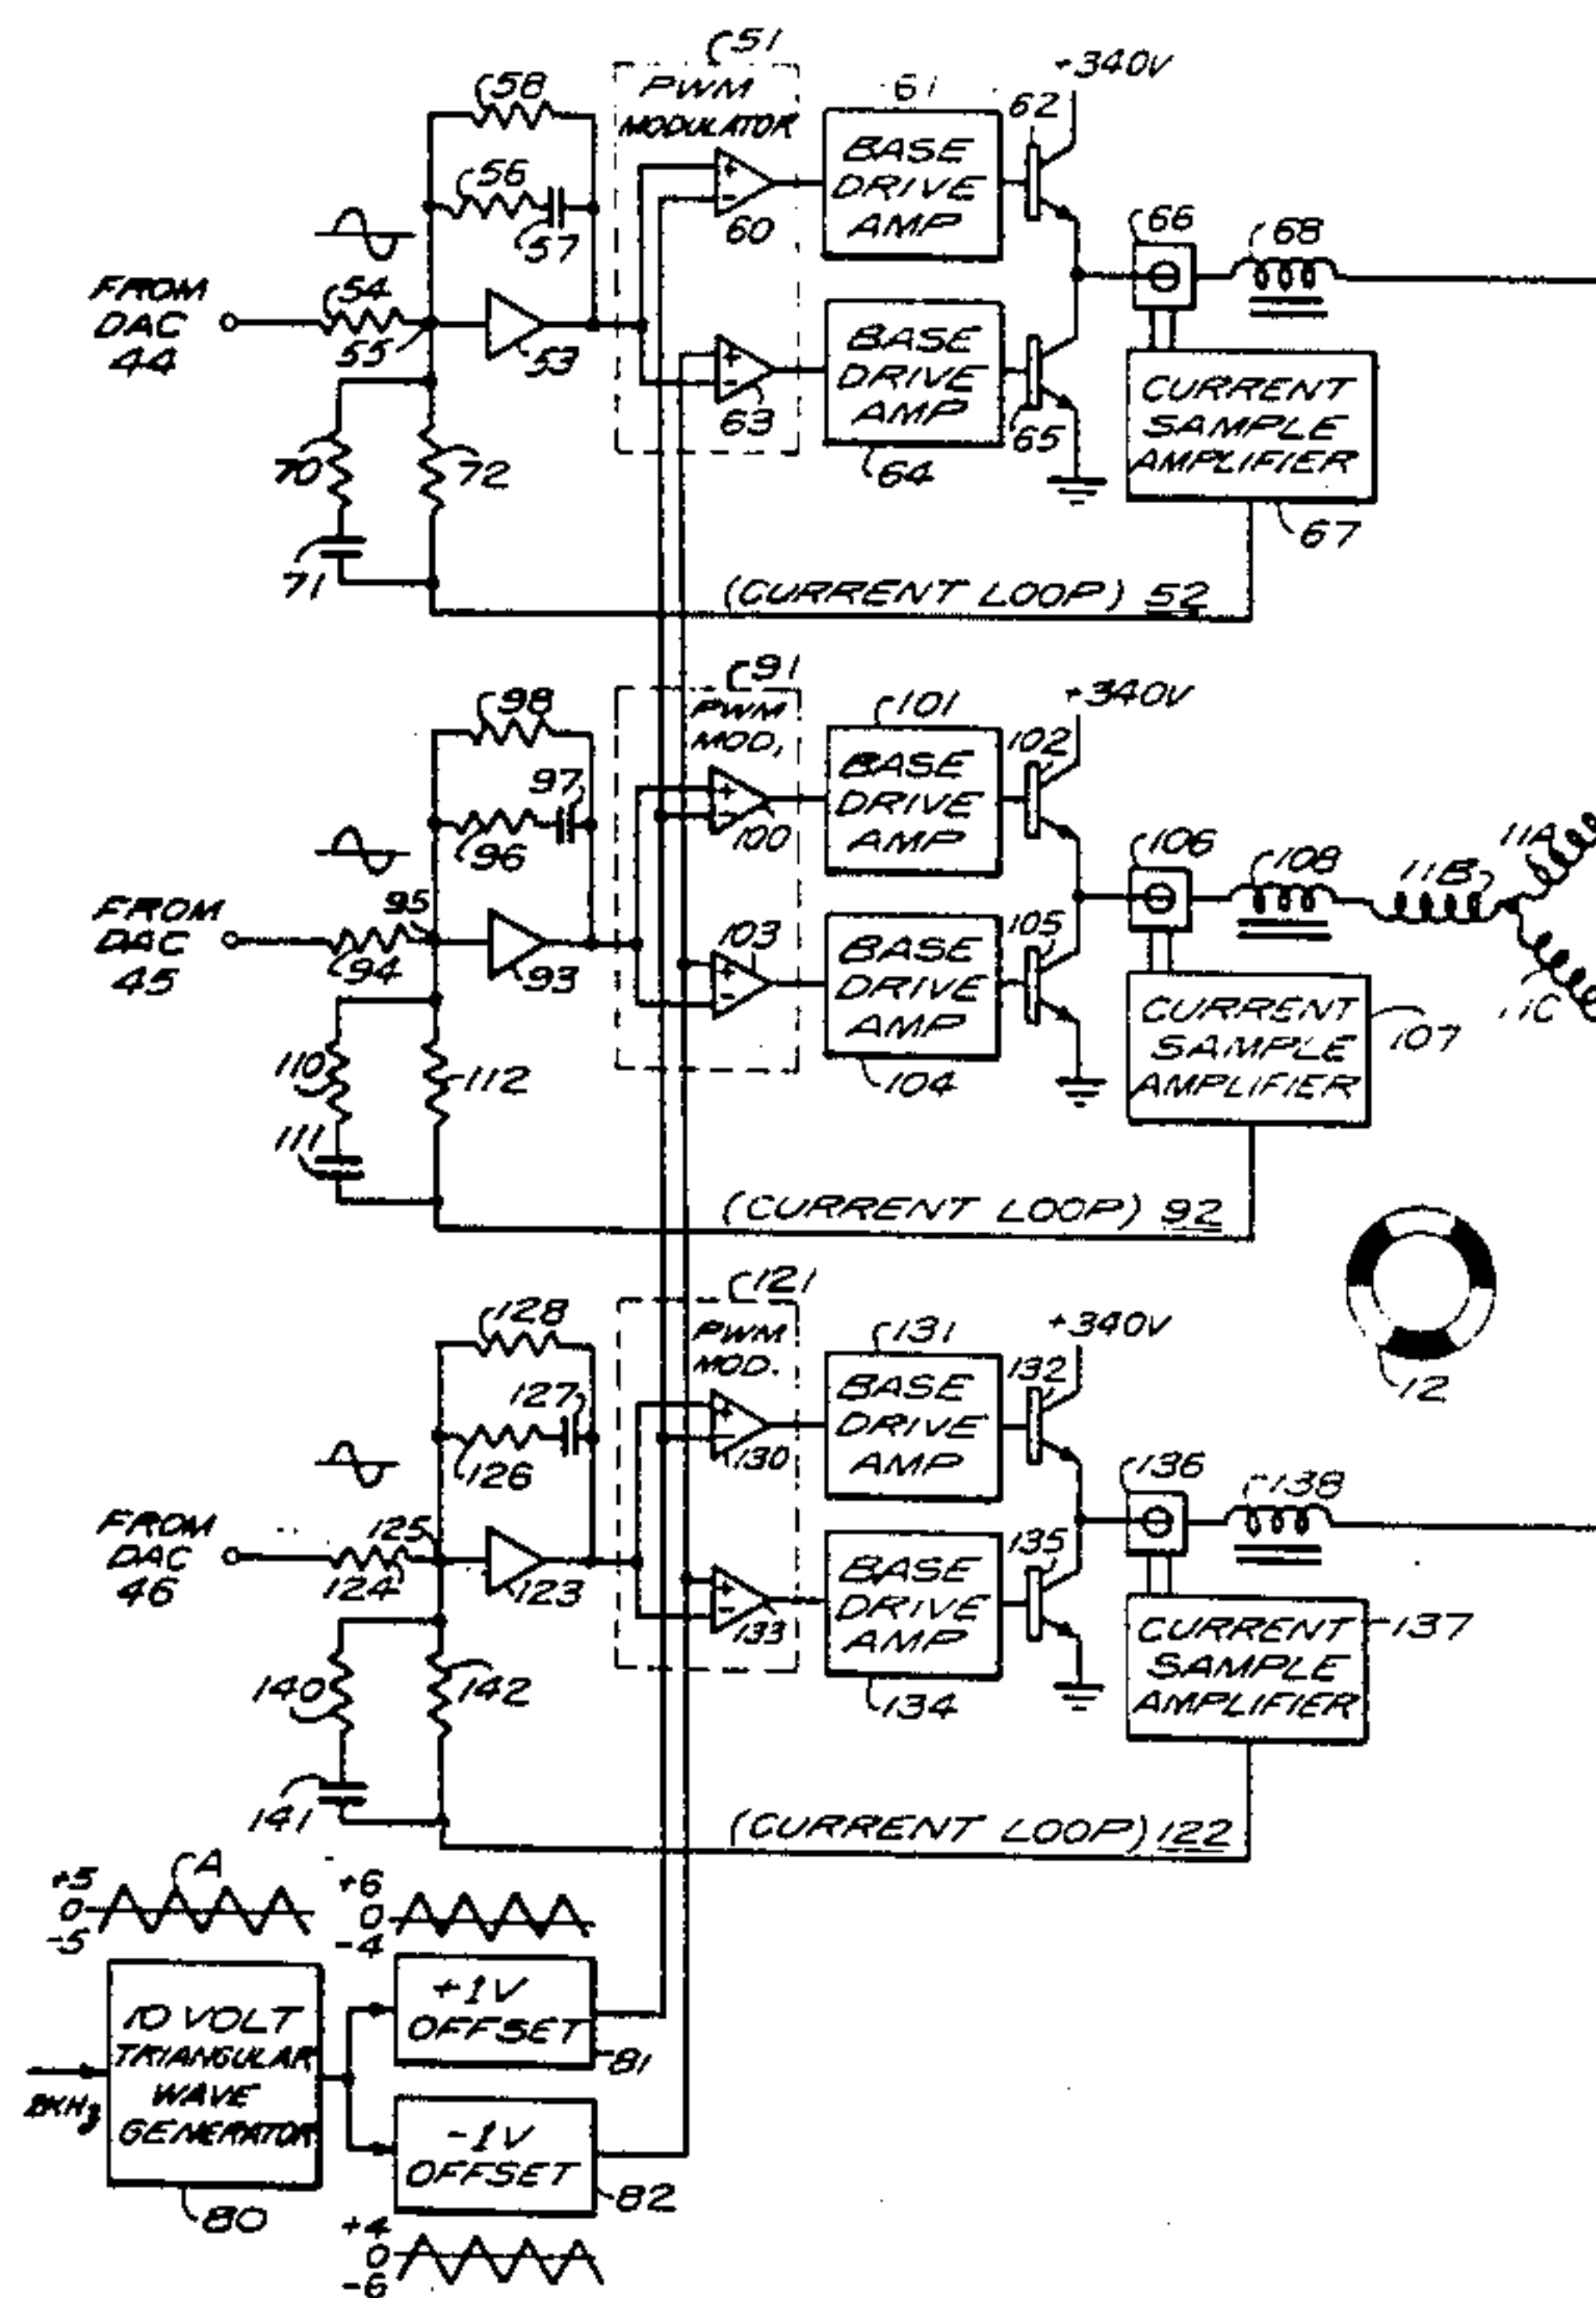 51
PWM
MODULATOR
58
56
57
FROM
DAC
44
54
55
53
60
63
61
BASE
DRIVE
AMP
62
+340V
BASE
DRIVE
AMP
64
65
66
68
CURRENT
SAMPLE
AMPLIFIER
67
70
72
71
(CURRENT LOOP) 52
91
PWM
MOD,
98
97
96
FROM
DAC
45
95
94
93
100
103
101
BASE
DRIVE
AMP
102
+340V
BASE
DRIVE
AMP
104
105
106
108
11B
11A
11C
CURRENT
SAMPLE
AMPLIFIER
107
110
112
111
(CURRENT LOOP) 92
12
121
PWM
MOD.
128
127
126
FROM
DAC
46
125
124
123
130
133
131
BASE
DRIVE
AMP
132
+340V
BASE
DRIVE
AMP
134
135
136
138
CURRENT
SAMPLE
AMPLIFIER
137
140
142
141
(CURRENT LOOP) 122
+5
0
-5
A
+6
0
-4
10 VOLT
TRIANGULAR
WAVE
GENERATOR
80
+1V
OFFSET
81
-1V
OFFSET
82
+4
0
-6